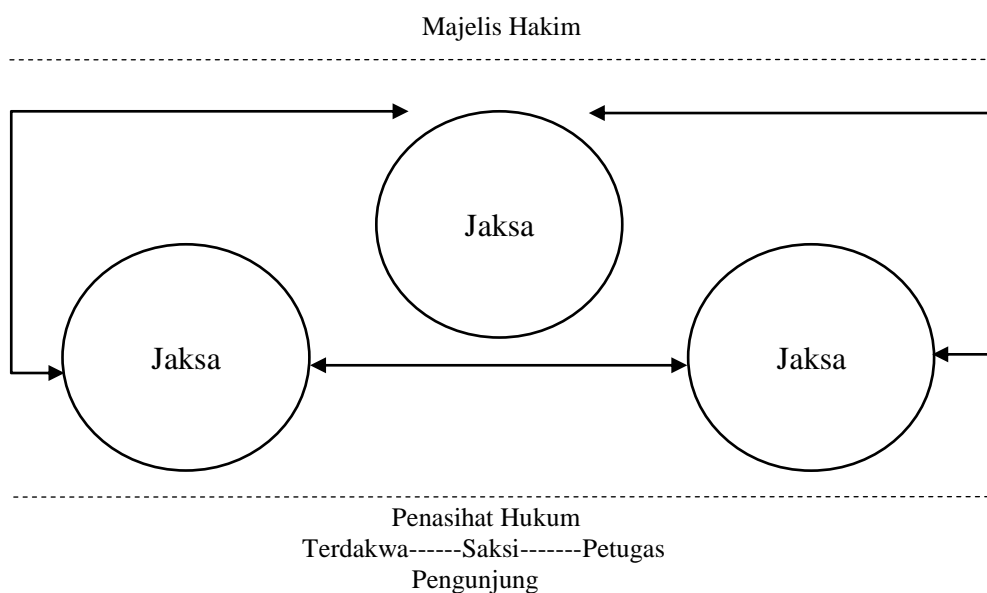 Majelis Hakim
Jaksa
Jaksa
Jaksa
Penasihat Hukum
Terdakwa------Saksi-------Petugas
Pengunjung